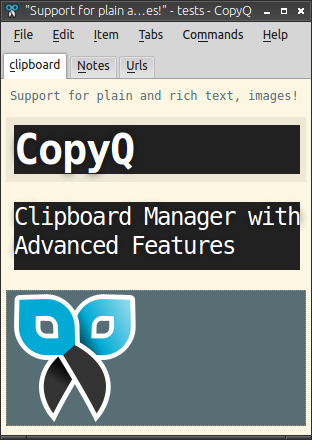 "Support for plain a...es!" - tests - CopyQ
File Edit Item Tabs Commands Help
clipboard Notes Urls
Support for plain and rich text, images!
CopyQ
Clipboard Manager with
Advanced Features